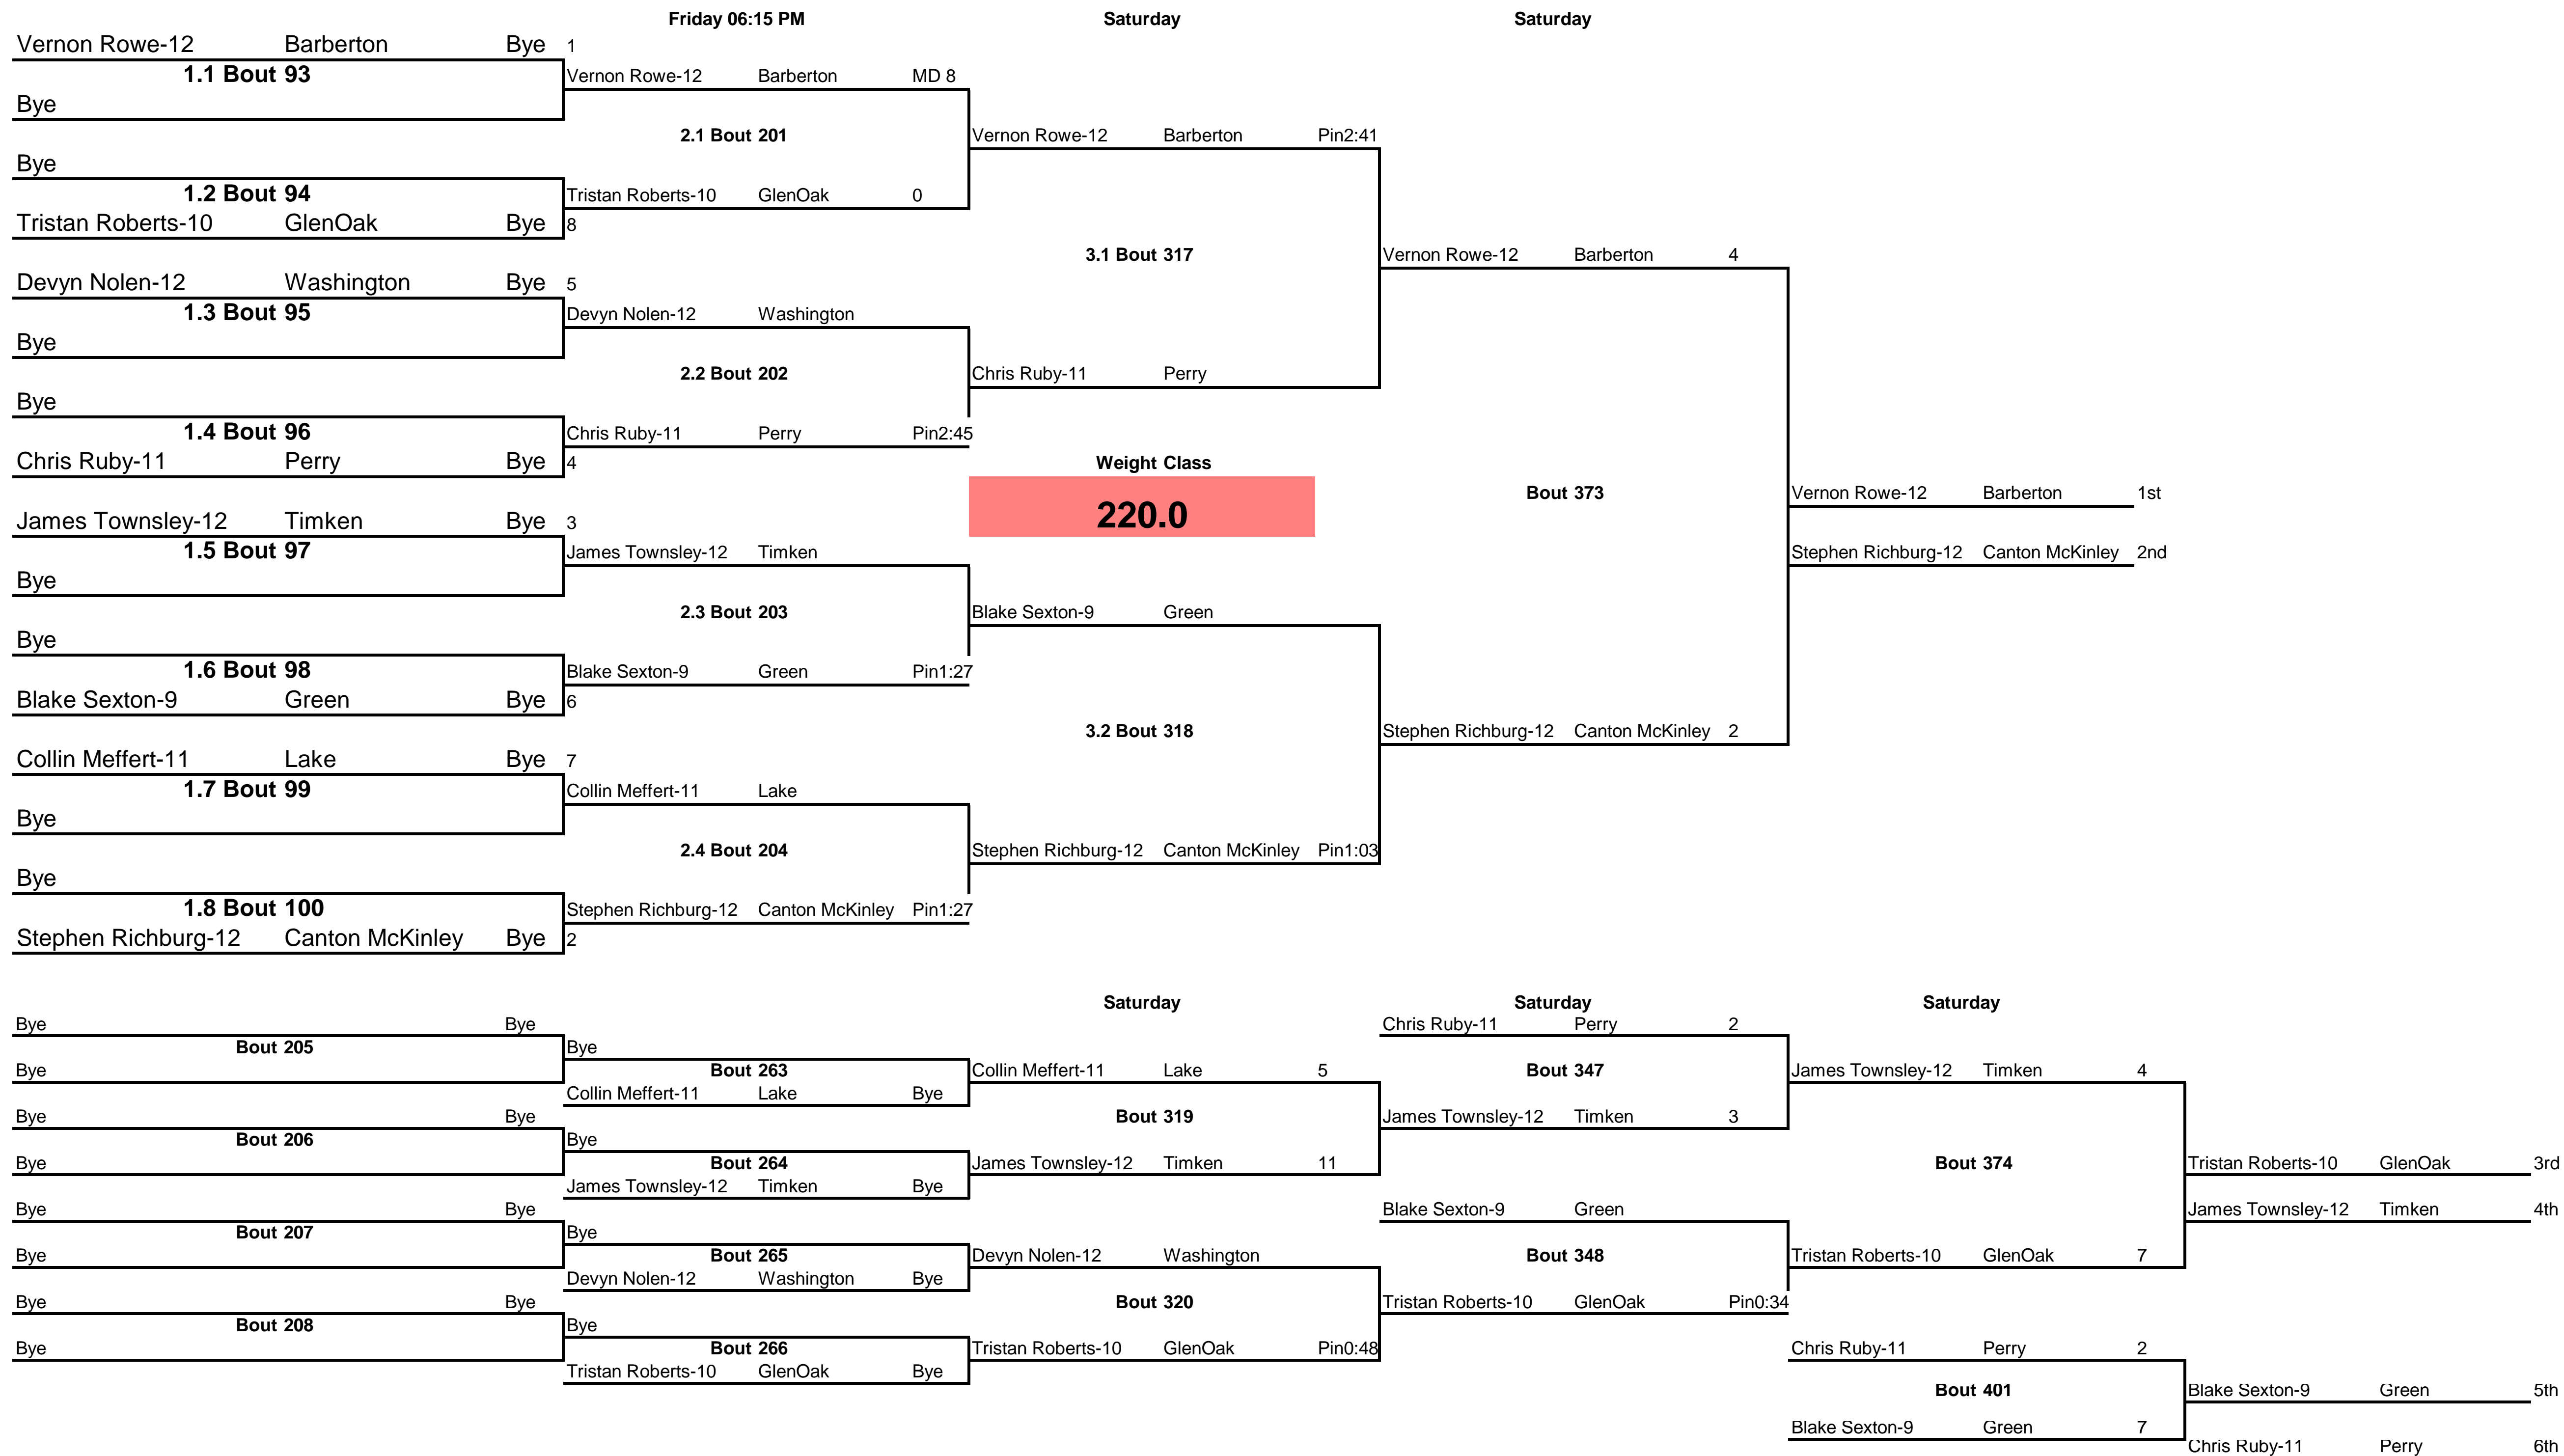 Friday 06:15 PM Saturday Saturday
Vernon Rowe-12 Barberton Bye 1
1.1 Bout 93
Vernon Rowe-12 Barberton MD 8
Bye
2.1 Bout 201
Vernon Rowe-12 Barberton Pin2:41
Bye
1.2 Bout 94
Tristan Roberts-10 GlenOak 0
Tristan Roberts-10 GlenOak Bye 8
3.1 Bout 317
Vernon Rowe-12 Barberton 4
Devyn Nolen-12 Washington Bye 5
1.3 Bout 95
Devyn Nolen-12 Washington
Bye
2.2 Bout 202
Chris Ruby-11 Perry
Bye
1.4 Bout 96
Chris Ruby-11 Perry Pin2:45
Chris Ruby-11 Perry Bye 4
Weight Class
220.0
Bout 373
Vernon Rowe-12 Barberton 1st
James Townsley-12 Timken Bye 3
1.5 Bout 97
James Townsley-12 Timken
Stephen Richburg-12 Canton McKinley 2nd
Bye
2.3 Bout 203
Blake Sexton-9 Green
Bye
1.6 Bout 98
Blake Sexton-9 Green Pin1:27
Blake Sexton-9 Green Bye 6
3.2 Bout 318
Stephen Richburg-12 Canton McKinley 2
Collin Meffert-11 Lake Bye 7
1.7 Bout 99
Collin Meffert-11 Lake
Bye
2.4 Bout 204
Stephen Richburg-12 Canton McKinley Pin1:03
Bye
1.8 Bout 100
Stephen Richburg-12 Canton McKinley Pin1:27
Stephen Richburg-12 Canton McKinley Bye 2
Saturday Saturday Saturday
Bye Bye
Chris Ruby-11 Perry 2
Bout 205
Bye
Bye
Bout 263
Collin Meffert-11 Lake 5
Bout 347
James Townsley-12 Timken 4
Collin Meffert-11 Lake Bye
Bye Bye
Bout 319
James Townsley-12 Timken 3
Bout 206
Bye
Bye
Bout 264
James Townsley-12 Timken 11
Bout 374
Tristan Roberts-10 GlenOak 3rd
James Townsley-12 Timken Bye
Bye Bye
Blake Sexton-9 Green
James Townsley-12 Timken 4th
Bout 207
Bye
Bye
Bout 265
Devyn Nolen-12 Washington
Bout 348
Tristan Roberts-10 GlenOak 7
Devyn Nolen-12 Washington Bye
Bye Bye
Bout 320
Tristan Roberts-10 GlenOak Pin0:34
Bout 208
Bye
Bye
Bout 266
Tristan Roberts-10 GlenOak Pin0:48
Chris Ruby-11 Perry 2
Tristan Roberts-10 GlenOak Bye
Bout 401
Blake Sexton-9 Green 5th
Blake Sexton-9 Green 7
Chris Ruby-11 Perry 6th